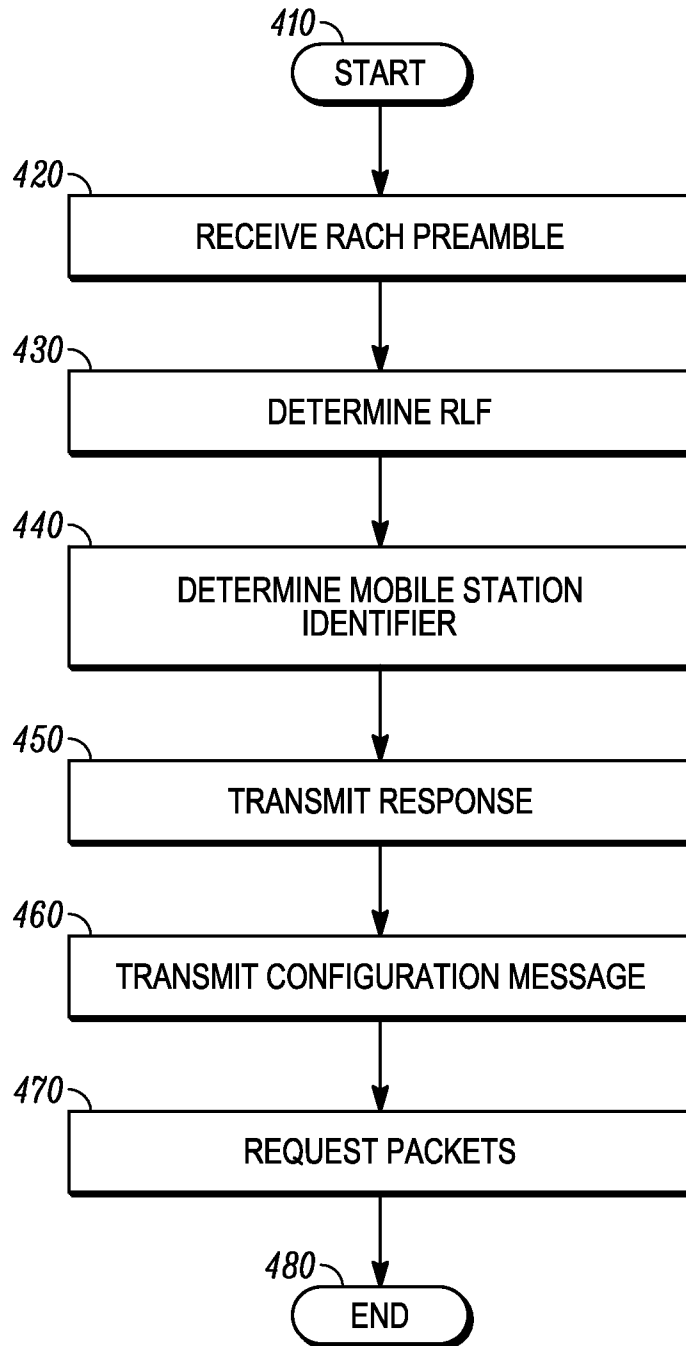 410
START
420
RECEIVE RACH PREAMBLE
430
DETERMINE RLF
440
DETERMINE MOBILE STATION
IDENTIFIER
450
TRANSMIT RESPONSE
460
TRANSMIT CONFIGURATION MESSAGE
470
REQUEST PACKETS
480
END